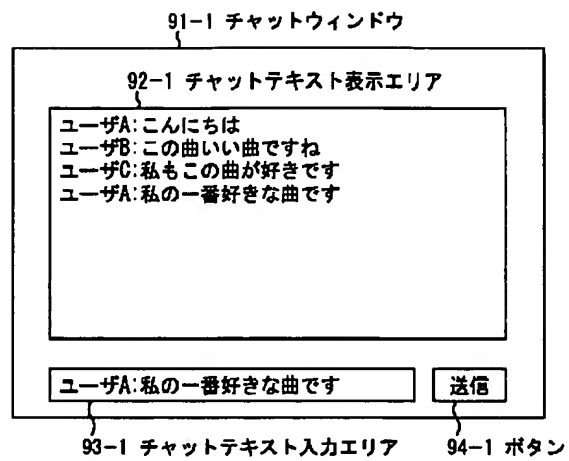 91-1 チャットウィンドウ
92-1 チャットテキスト表示エリア
ユーザA:こんにちは
ユーザB:この曲いい曲ですね
ユーザC:私もこの曲が好きです
ユーザA:私の一番好きな曲です
ユーザA:私の一番好きな曲です
送信
93-1 チャットテキスト入力エリア
94-1 ボタン